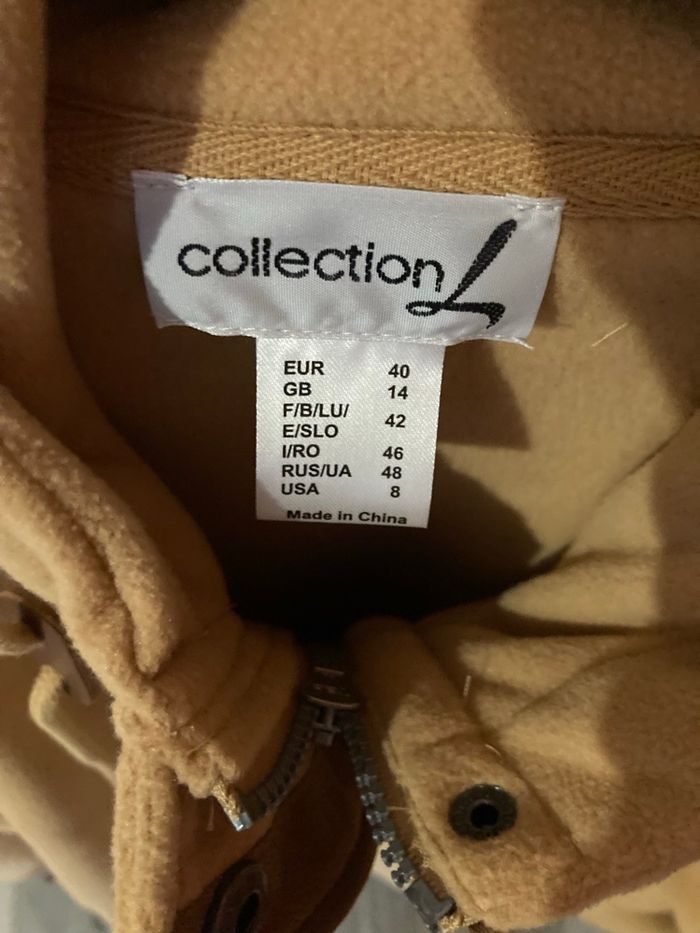 collection L
EUR 40
GB 14
F/B/LU/
E/SLO 42
I/RO 46
RUS/UA 48
USA 8
Made in China